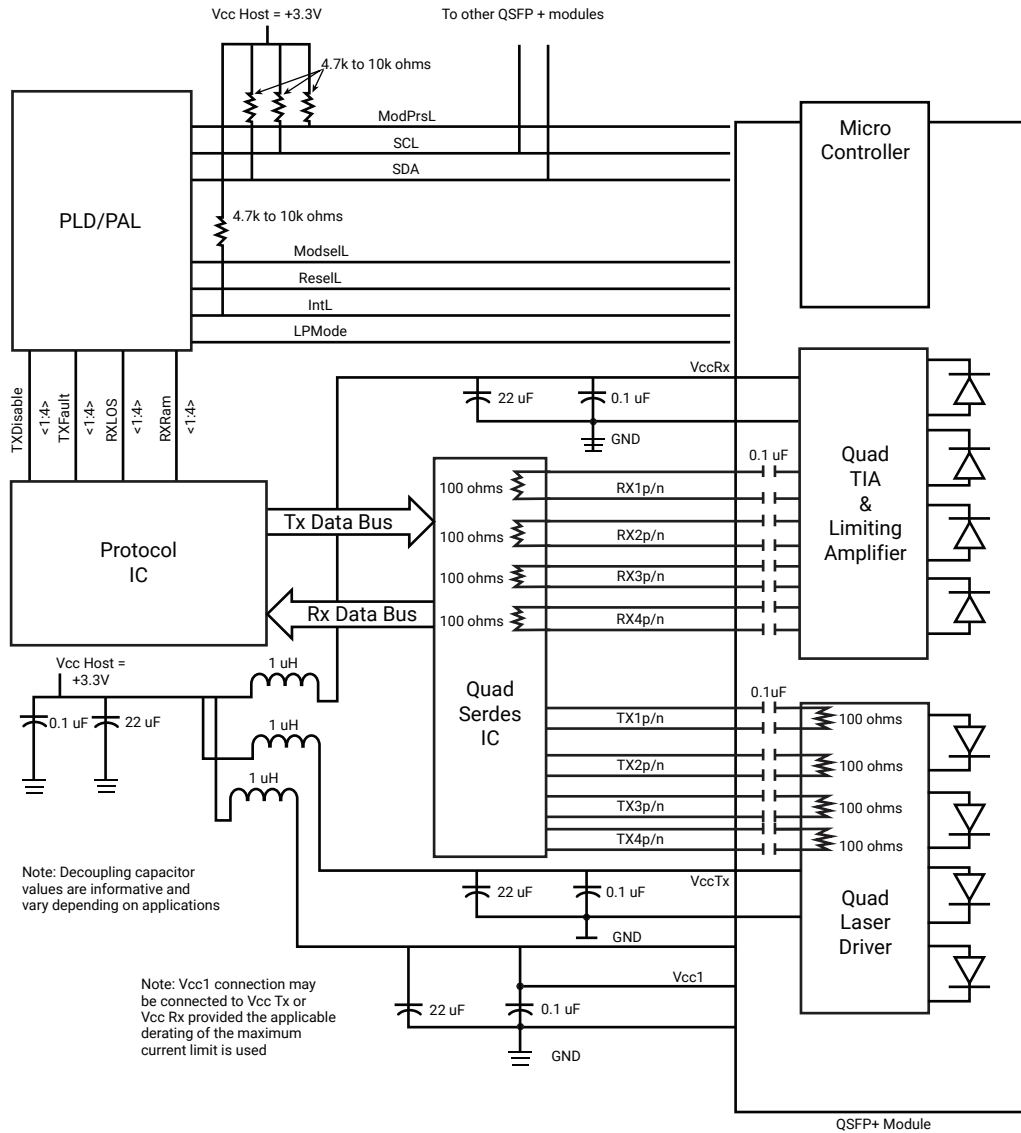 Vcc Host = +3.3V
To other QSFP + modules
4.7k to 10k ohms
ModPrsL
SCL
SDA
Micro
Controller
PLD/PAL
4.7k to 10k ohms
ModselL
ReselL
IntL
LPMode
TXDisable
<1:4>
TXFault
<1:4>
RXLOS
<1:4>
RXRam
<1:4>
VccRx
22 uF
0.1 uF
GND
0.1 uF
Quad
TIA
&
Limiting
Amplifier
100 ohms
RX1p/n
100 ohms
RX2p/n
100 ohms
RX3p/n
100 ohms
RX4p/n
Tx Data Bus
Protocol
IC
Rx Data Bus
Vcc Host =
+3.3V
1 uH
0.1 uF
22 uF
1 uH
1 uH
Quad
Serdes
IC
0.1uF
TX1p/n
100 ohms
TX2p/n
100 ohms
TX3p/n
100 ohms
TX4p/n
100 ohms
Note: Decoupling capacitor
values are informative and
vary depending on applications
VccTx
22 uF
0.1 uF
GND
Quad
Laser
Driver
Vcc1
Note: Vcc1 connection may
be connected to Vcc Tx or
Vcc Rx provided the applicable
derating of the maximum
current limit is used
22 uF
0.1 uF
GND
QSFP+ Module